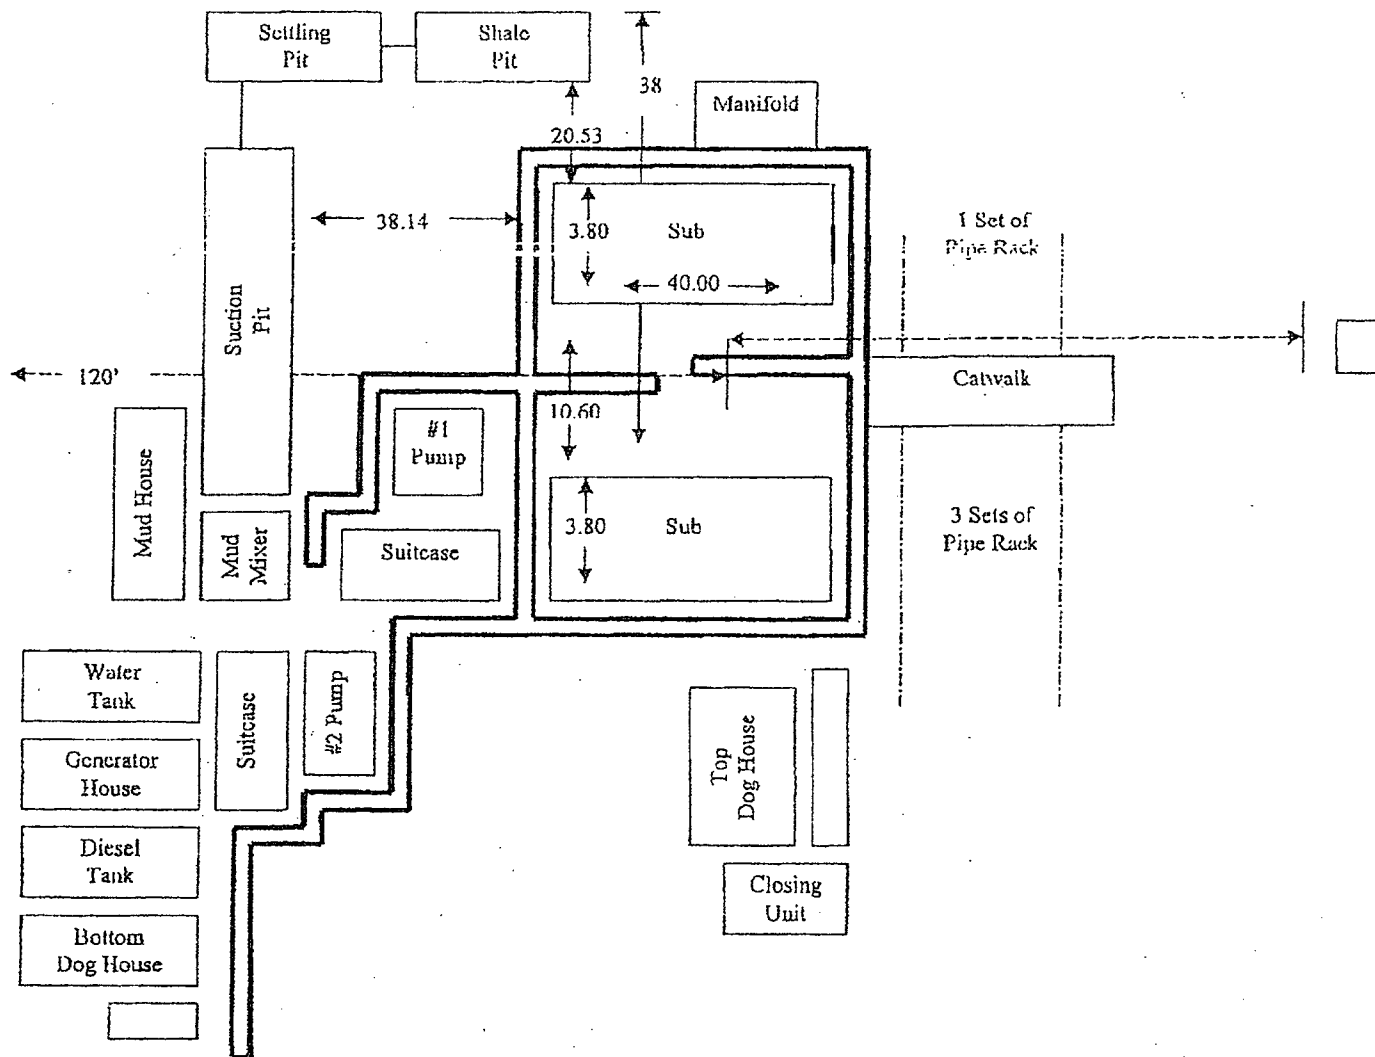 Settling
Pit
Shale
Pit
38
Manifold
20.53
38.14
3.80
Sub
40.00
1 Set of
Pipe Rack
Suction
Pit
120'
Catwalk
10.60
#1
Pump
Mud House
Mud
Mixer
Suitcase
3.80
Sub
3 Sets of
Pipe Rack
Water
Tank
Suitcase
#2 Pump
Generator
House
Top
Dog House
Diesel
Tank
Closing
Unit
Bottom
Dog House